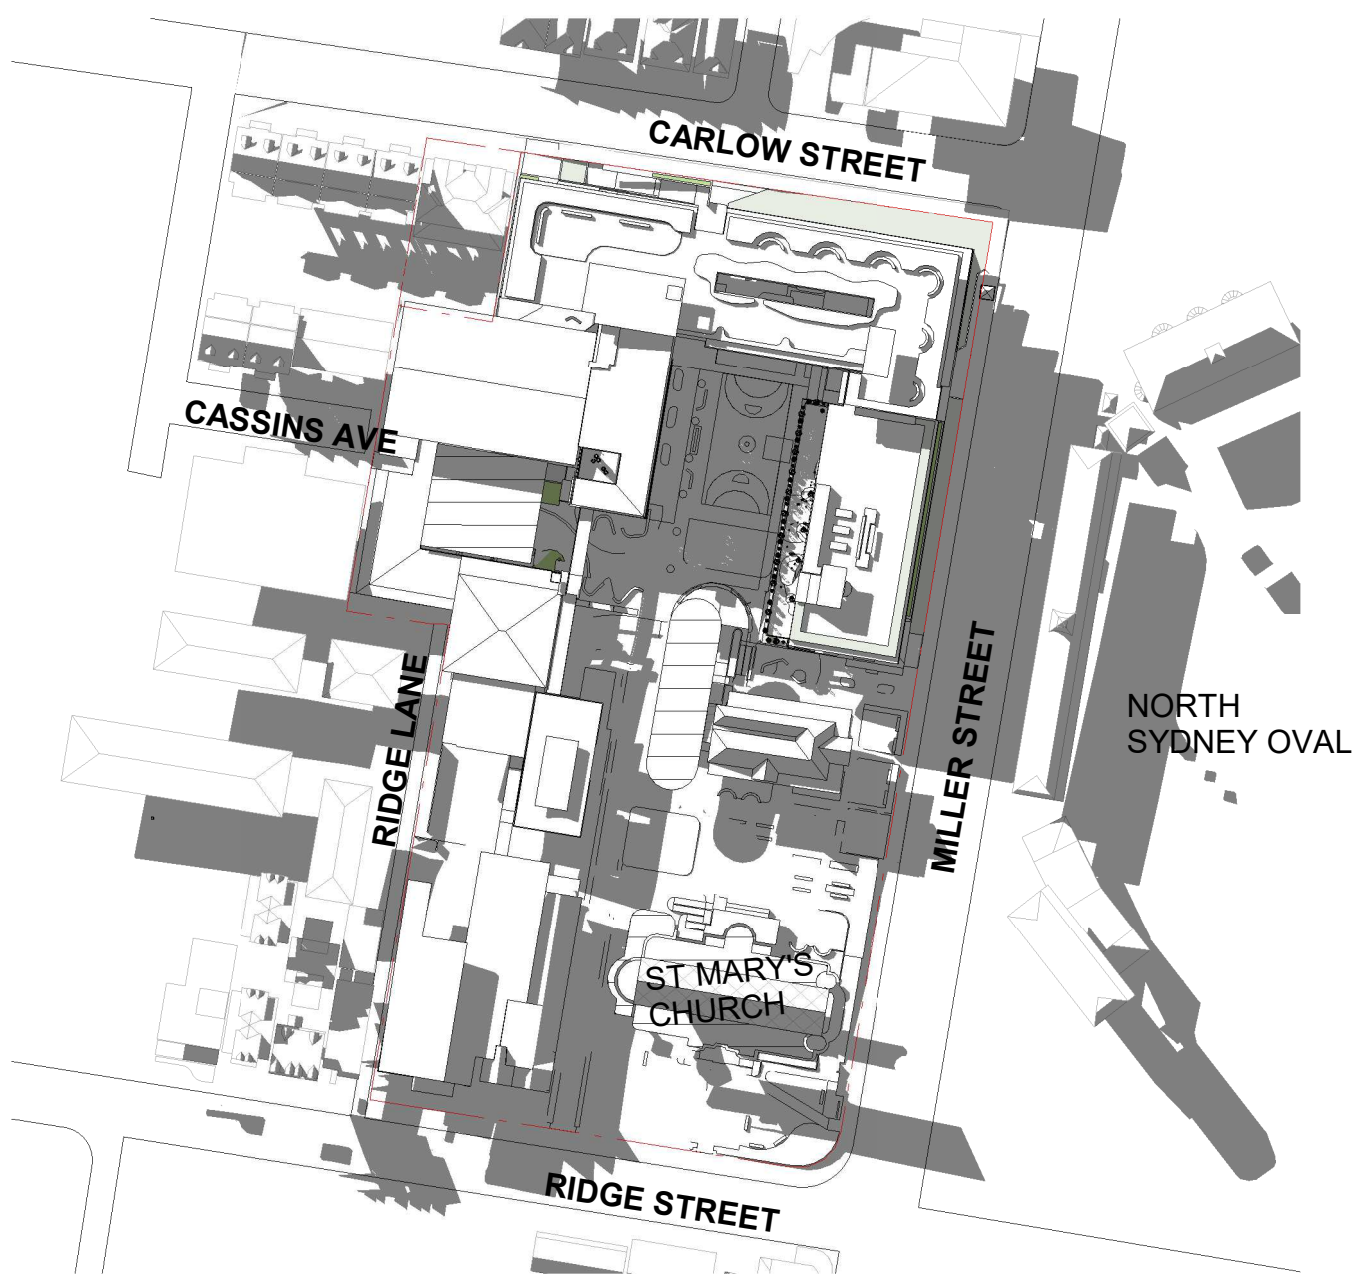 CARLOW STREET
CASSINS AVE
RIDGE LANE
MILLER STREET
NORTH
SYDNEY OVAL
ST MARY'S
CHURCH
RIDGE STREET